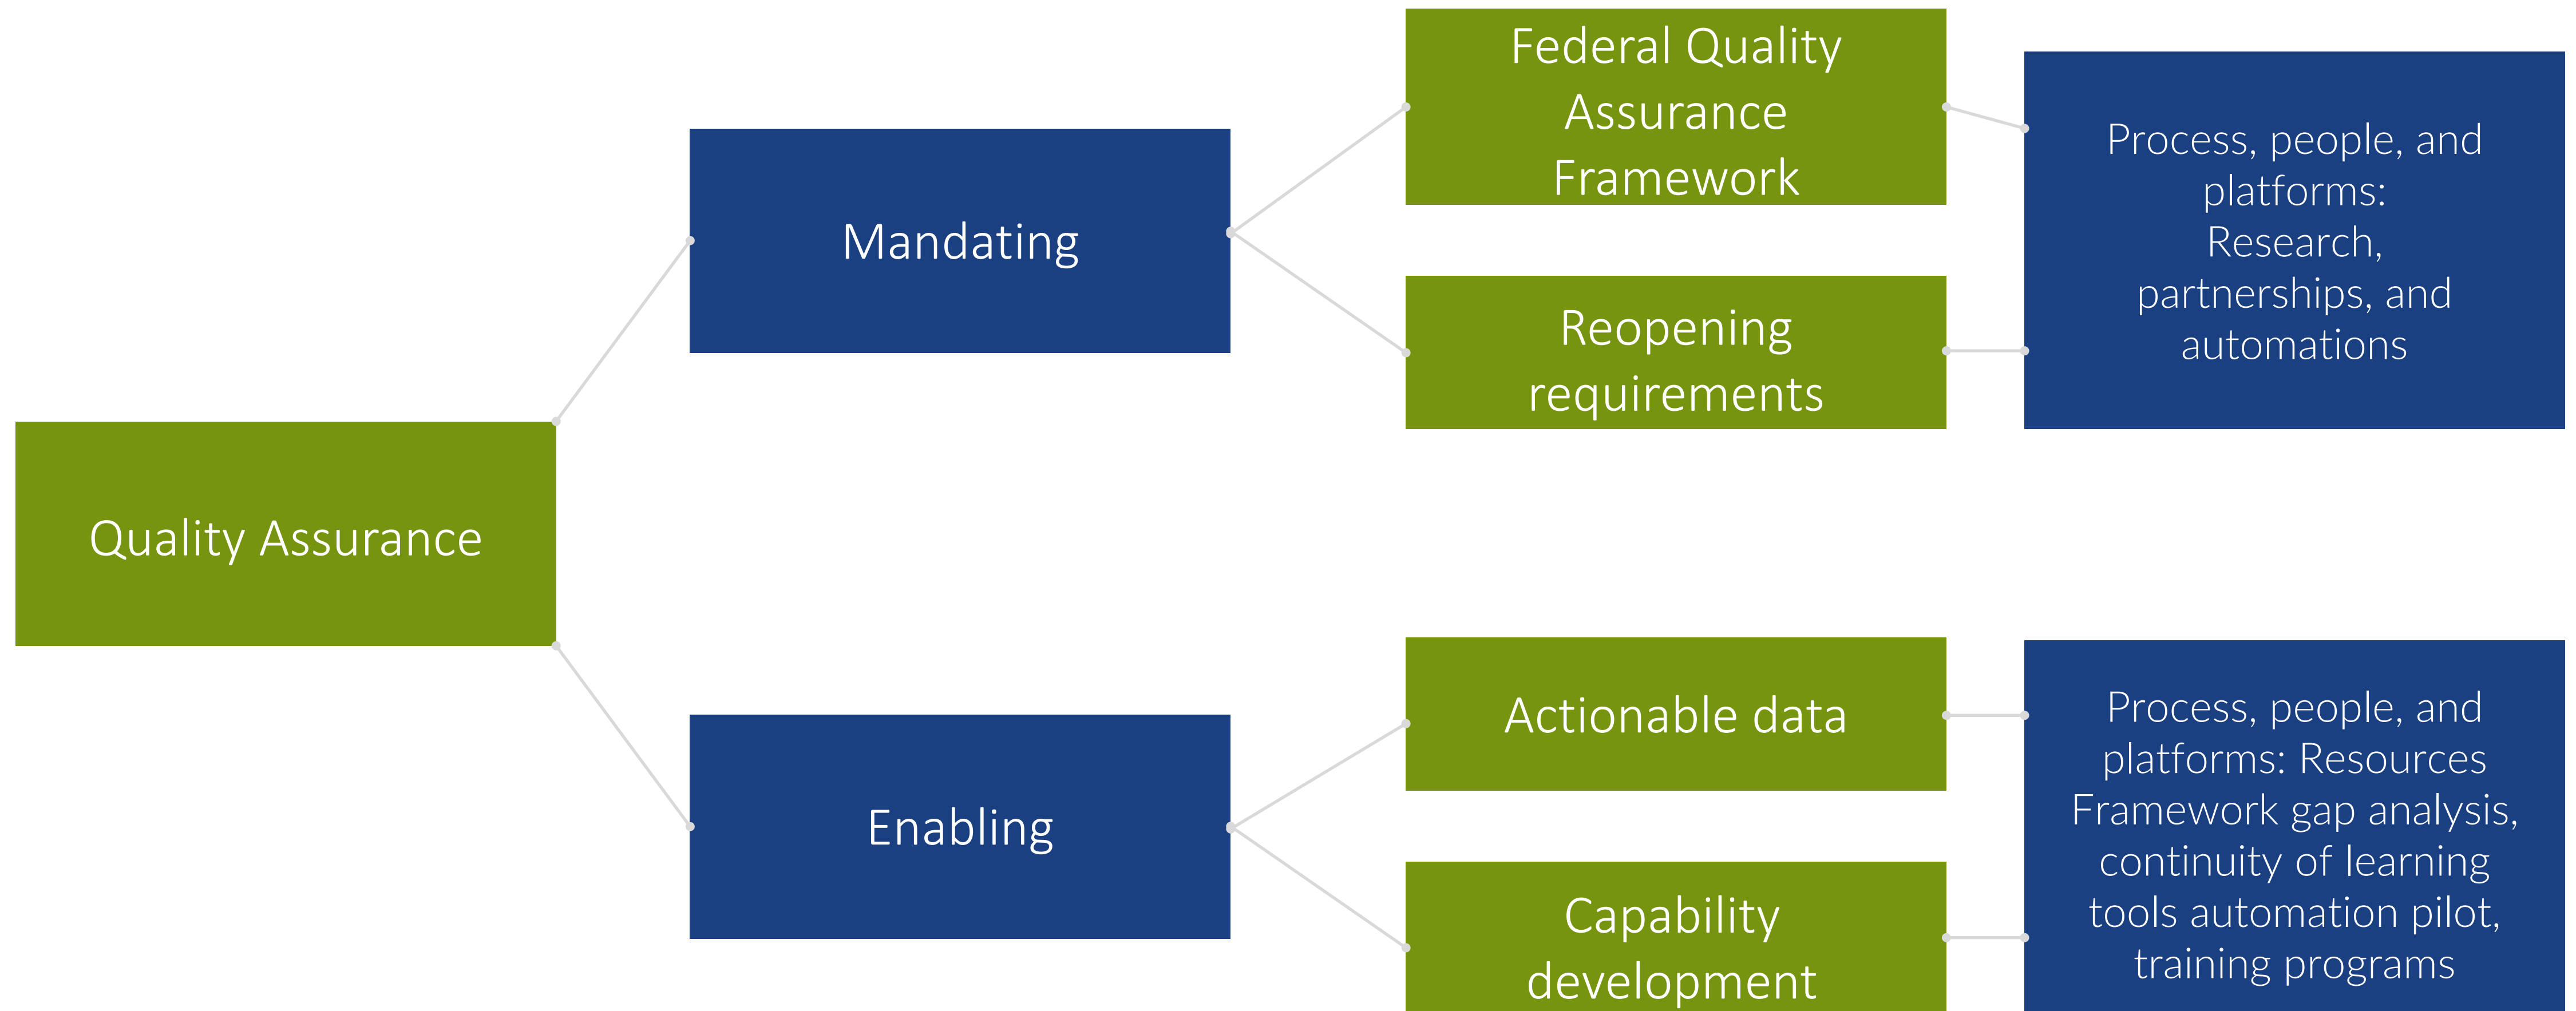 Quality Assurance
Mandating
Federal Quality
Assurance
Framework
Reopening
requirements
Process, people, and
platforms:
Research,
partnerships, and
automations
Enabling
Actionable data
Capability
development
Process, people, and
platforms: Resources
Framework gap analysis,
continuity of learning
tools automation pilot,
training programs